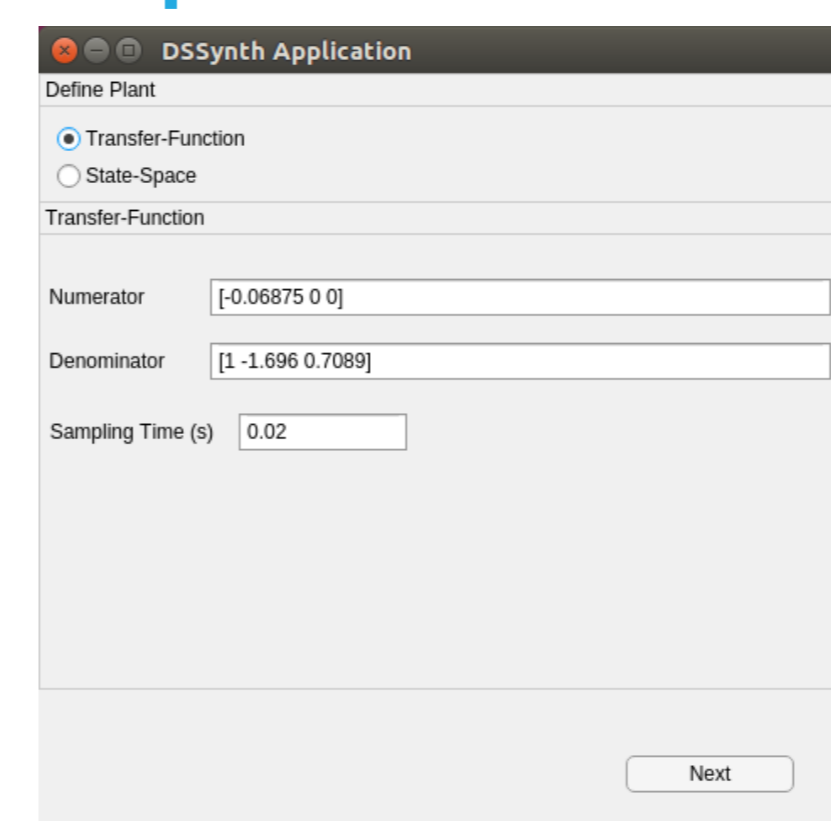 DSSynth Application
Define Plant
Transfer-Function
State-Space
Transfer-Function
Numerator [-0.06875 0 0]
Denominator [1 -1.696 0.7089]
Sampling Time (s) 0.02
Next